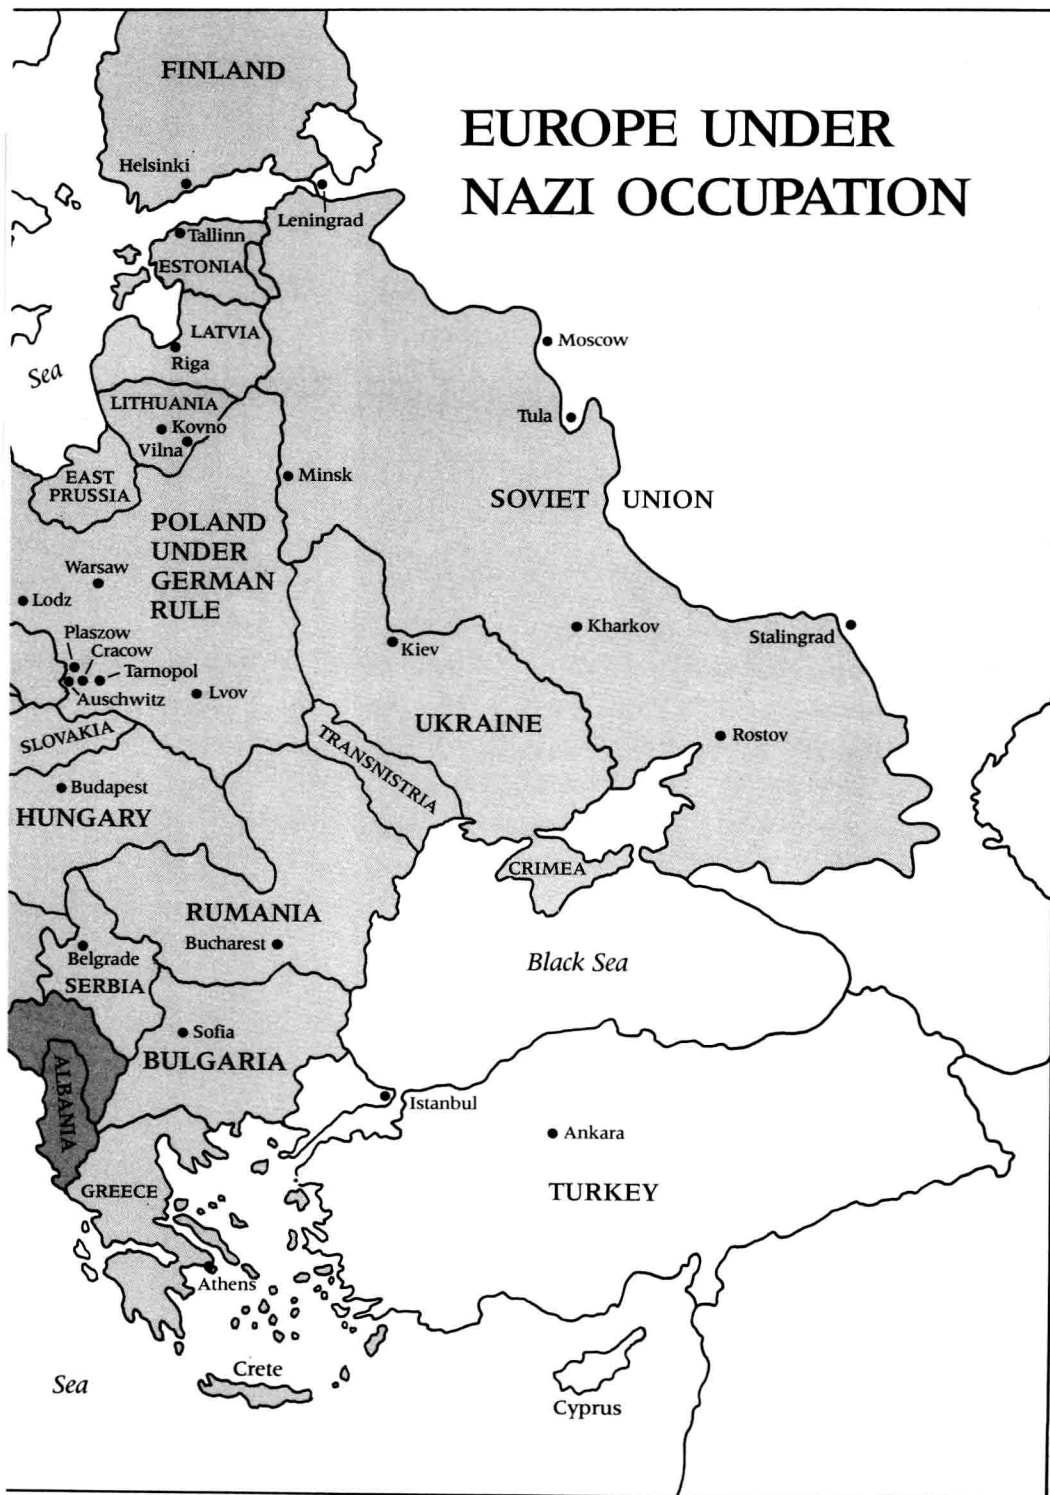 EUROPE UNDER
NAZI OCCUPATION
FINLAND
Helsinki
Leningrad
Tallinn
ESTONIA
LATVIA
Riga
Sea
LITHUANIA
Kovno
Vilna
EAST
PRUSSIA
Minsk
Moscow
Tula
SOVIET UNION
POLAND
UNDER
GERMAN
RULE
Warsaw
Lodz
Plaszow
Cracow
Tarnopol
Auschwitz
Lvov
Kiev
Kharkov
Stalingrad
UKRAINE
Rostov
SLOVAKIA
TRANSNISTRIA
Budapest
HUNGARY
CRIMEA
RUMANIA
Bucharest
Belgrade
SERBIA
Black Sea
Sofia
BULGARIA
ALBANIA
Istanbul
Ankara
TURKEY
GREECE
Athens
Crete
Sea
Cyprus